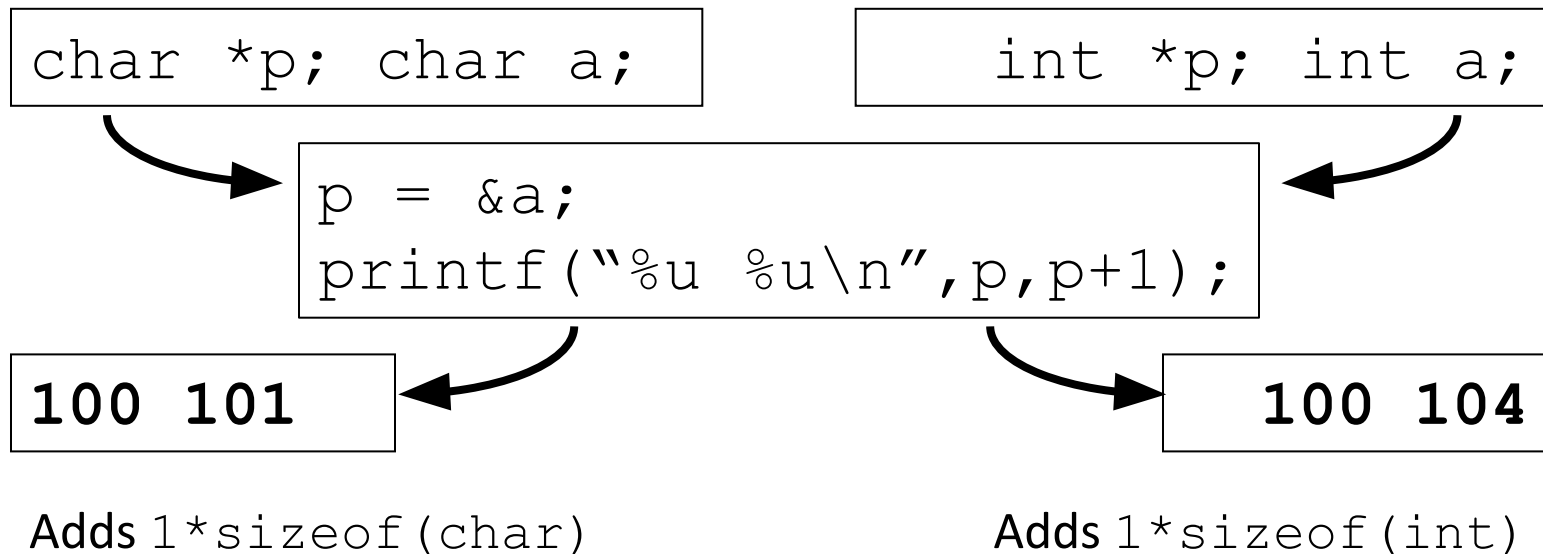 char *p; char a;
int *p; int a;
p = &a;
printf(“%u %u\n”,p,p+1);
100 101
100 104
Adds 1*sizeof(char)
Adds 1*sizeof(int)